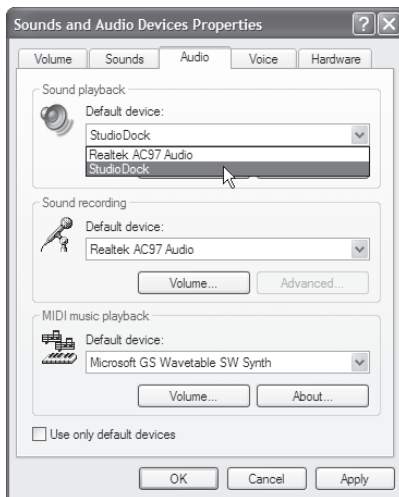 Sounds and Audio Devices Properties
Volume Sounds Audio Voice Hardware
Sound playback
Default device:
StudioDock
Realtek AC97 Audio
StudioDock
Sound recording
Default device:
Realtek AC97 Audio
Volume... Advanced...
MIDI music playback
Default device:
Microsoft GS Wavetable SW Synth
Volume... About...
Use only default devices
OK Cancel Apply